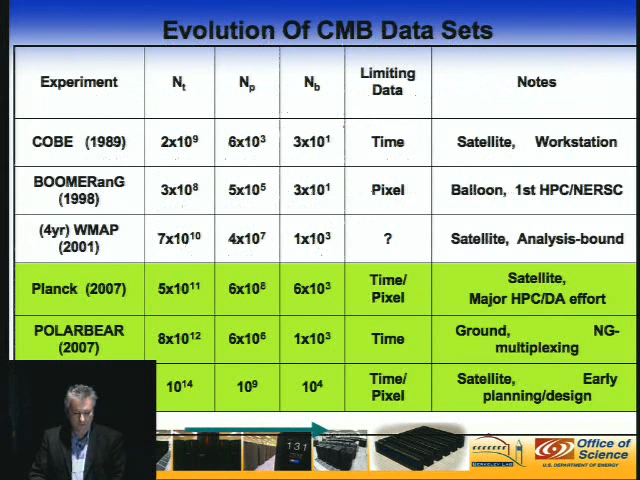 Evolution Of CMB Data Sets
Experiment Nt Np Nb Limiting Data Notes
COBE (1989) 2x10⁹ 6x10³ 3x10¹ Time Satellite, Workstation
BOOMERanG (1998) 3x10⁸ 5x10⁵ 3x10¹ Pixel Balloon, 1st HPC/NERSC
(4yr) WMAP (2001) 7x10¹⁰ 4x10⁷ 1x10³ ? Satellite, Analysis-bound
Planck (2007) 5x10¹¹ 6x10⁸ 6x10³ Time/ Pixel Satellite, Major HPC/DA effort
POLARBEAR (2007) 8x10¹² 6x10⁶ 1x10³ Time Ground, NG-multiplexing
10¹⁴ 10⁹ 10⁴ Time/ Pixel Satellite, Early planning/design
131
BERKELEY LAB
Office of Science
U.S. DEPARTMENT OF ENERGY